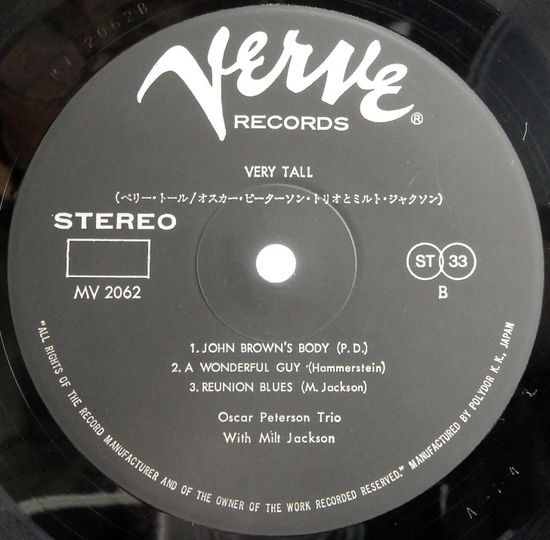 MV 2062B
Verve
®
RECORDS
VERY TALL
(ベリー・トール/オスカー・ピーターソン・トリオとミルト・ジャクソン)
STEREO
MV 2062
ST 33
B
1. JOHN BROWN'S BODY (P. D.)
2. A WONDERFUL GUY (Hammerstein)
3. REUNION BLUES (M. Jackson)
Oscar Peterson Trio
With Milt Jackson
"ALL RIGHTS OF THE RECORD MANUFACTURER AND OF THE OWNER OF THE WORK RECORDED RESERVED." MANUFACTURED BY POLYDOR K. K., JAPAN